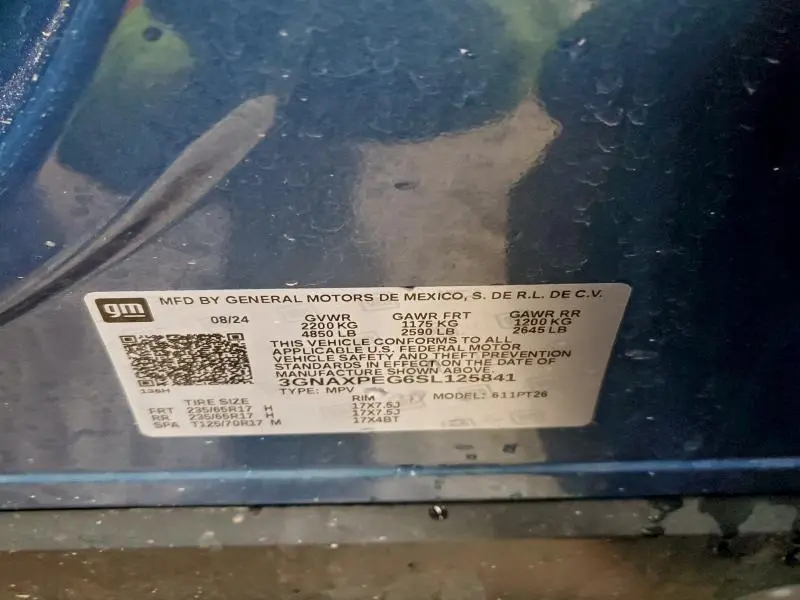 gm
MFD BY GENERAL MOTORS DE MEXICO, S. DE R.L. DE C.V.
08/24 GVWR GAWR FRT GAWR RR
2200 KG 1175 KG 1200 KG
4850 LB 2590 LB 2645 LB
THIS VEHICLE CONFORMS TO ALL
APPLICABLE U.S. FEDERAL MOTOR
VEHICLE SAFETY AND THEFT PREVENTION
STANDARDS IN EFFECT ON THE DATE OF
MANUFACTURE SHOWN ABOVE.
3GNAXPEG6SL125841
TYPE: MPV MODEL: 611PT26
TIRE SIZE RIM
FRT 235/65R17 H 17X7.5J
RR 235/65R17 H 17X7.5J
SPA T125/70R17 M 17X4BT